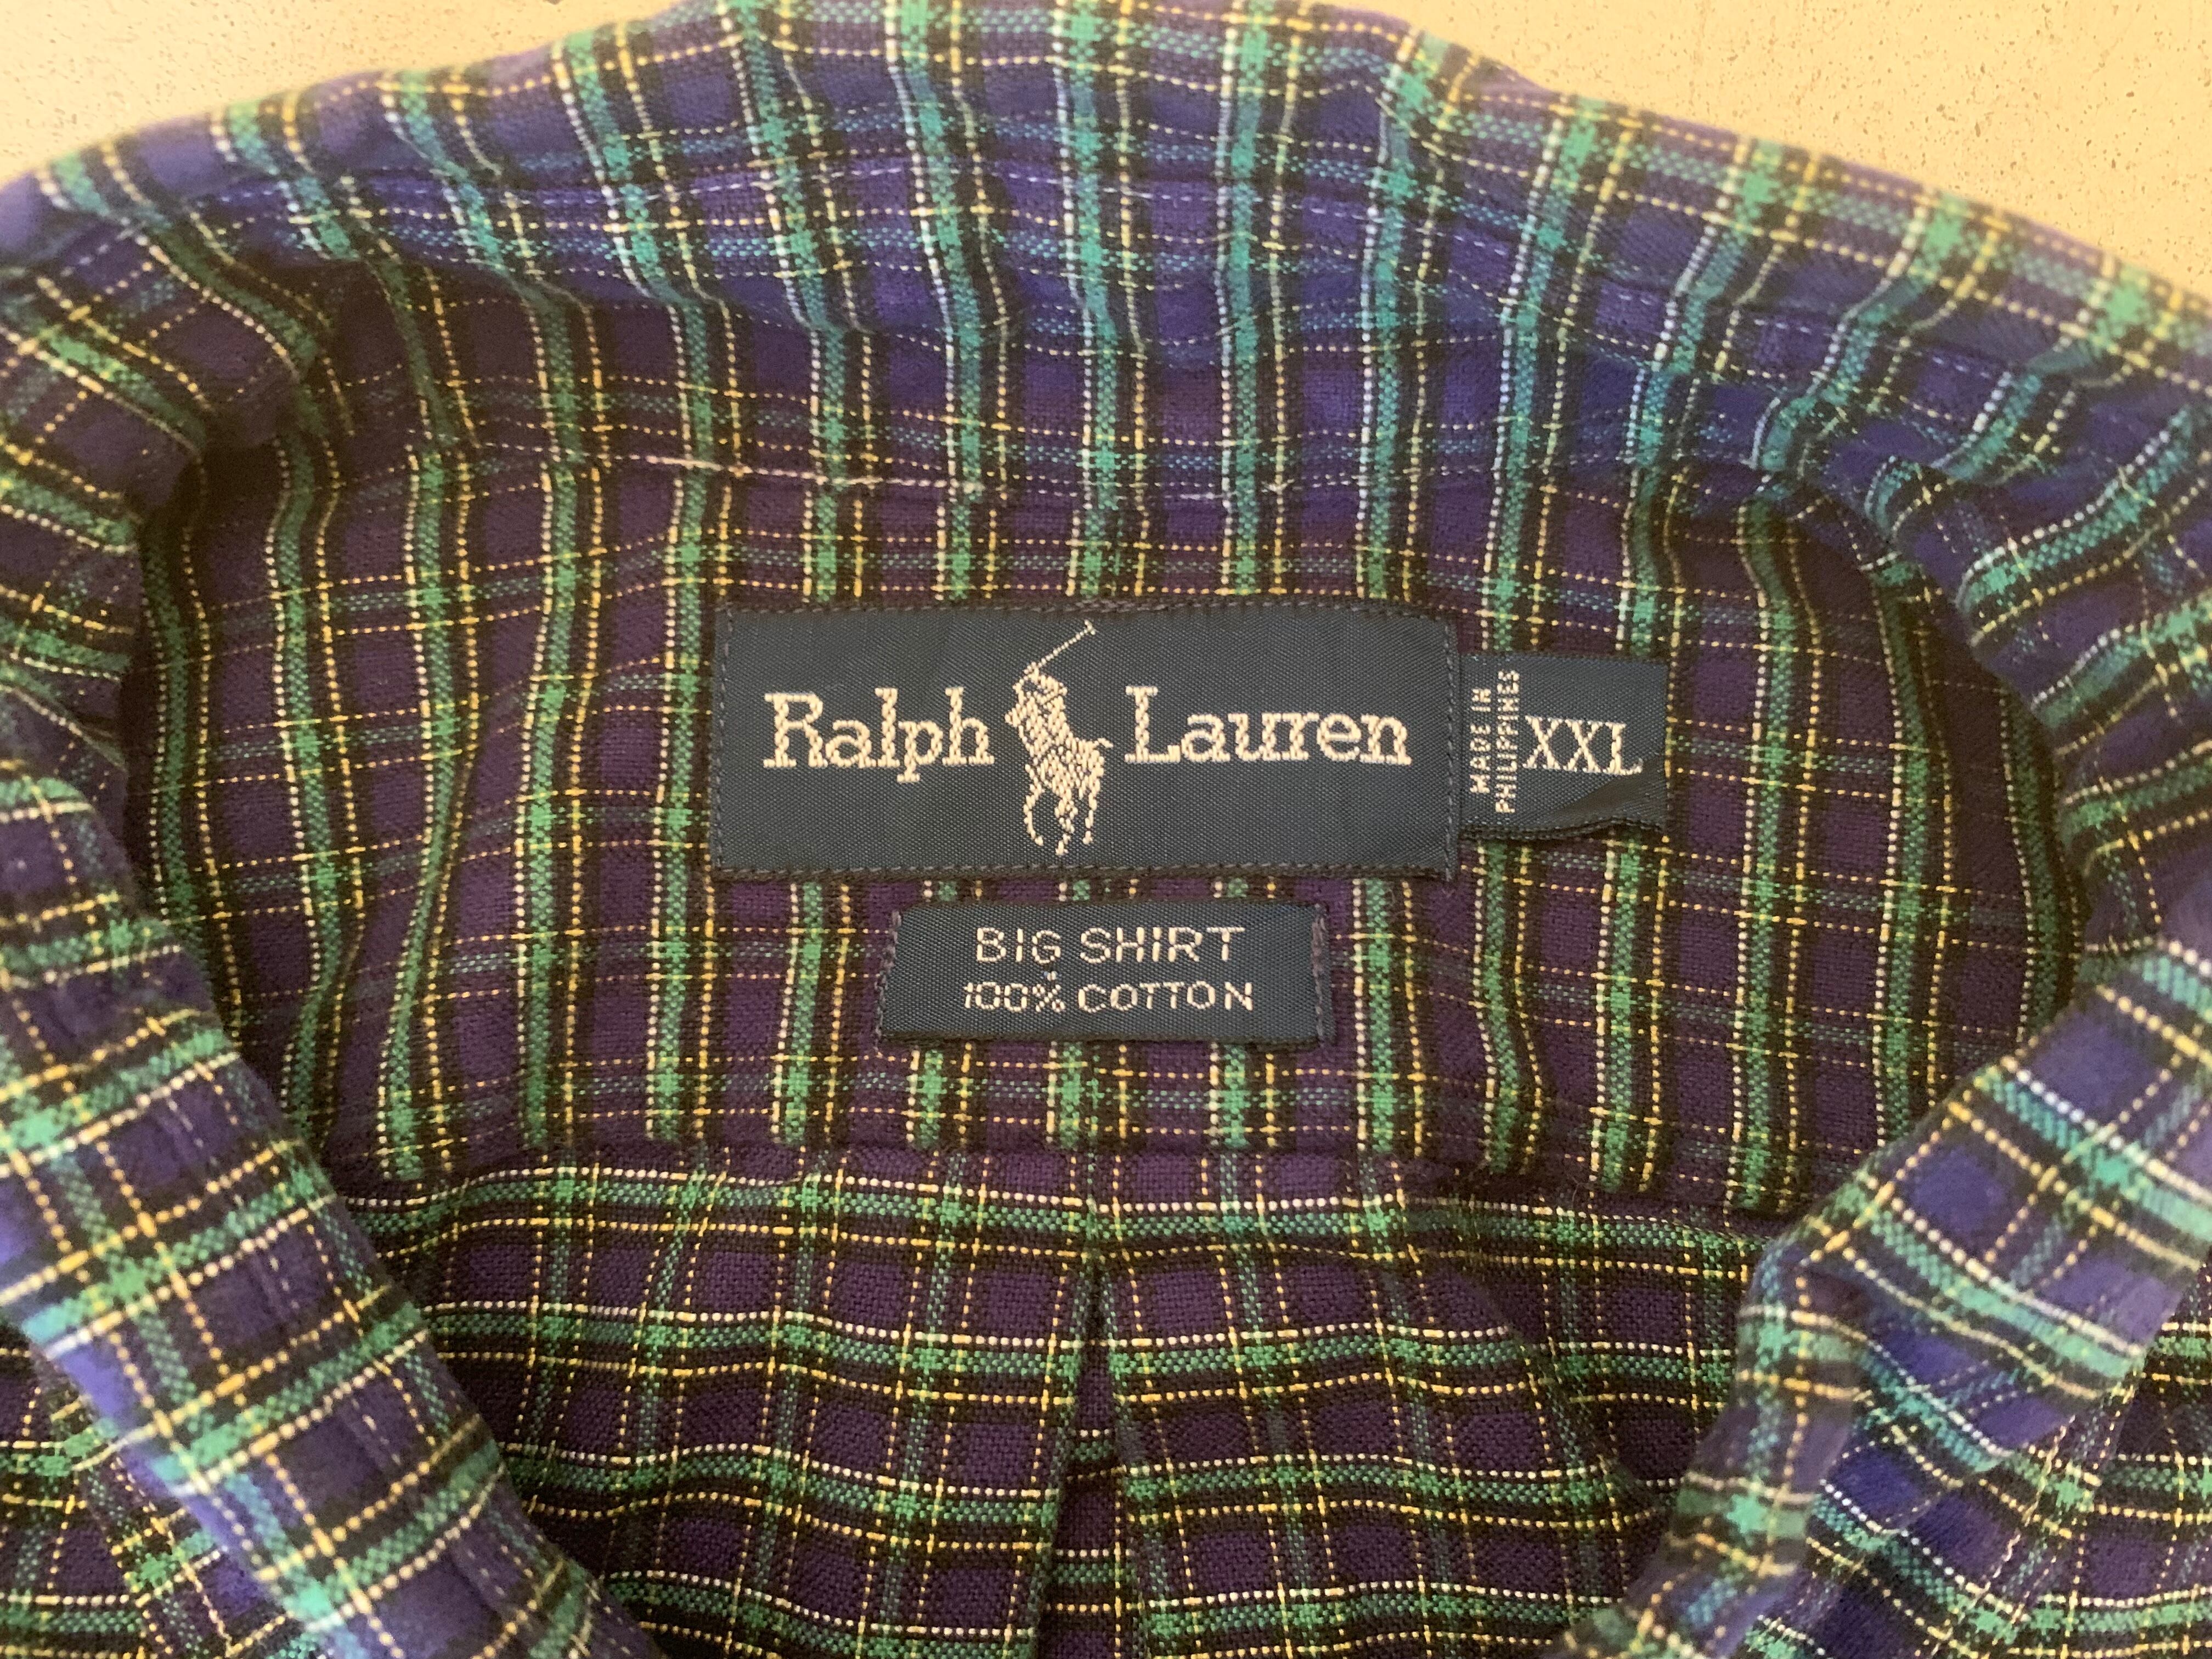 Ralph Lauren
MADE IN
PHILIPPINES
XXL
BIG SHIRT
100% COTTON